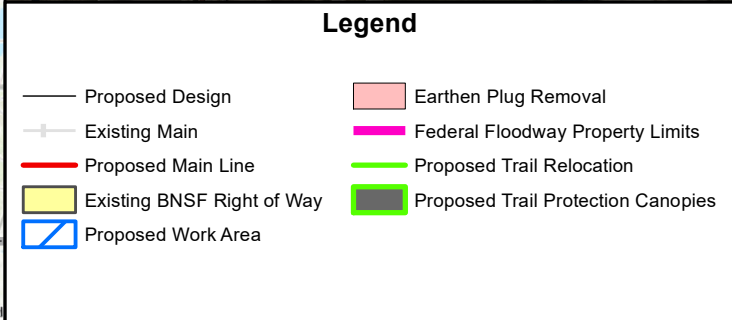 Legend
Proposed Design
Existing Main
Proposed Main Line
Existing BNSF Right of Way
Proposed Work Area
Earthen Plug Removal
Federal Floodway Property Limits
Proposed Trail Relocation
Proposed Trail Protection Canopies